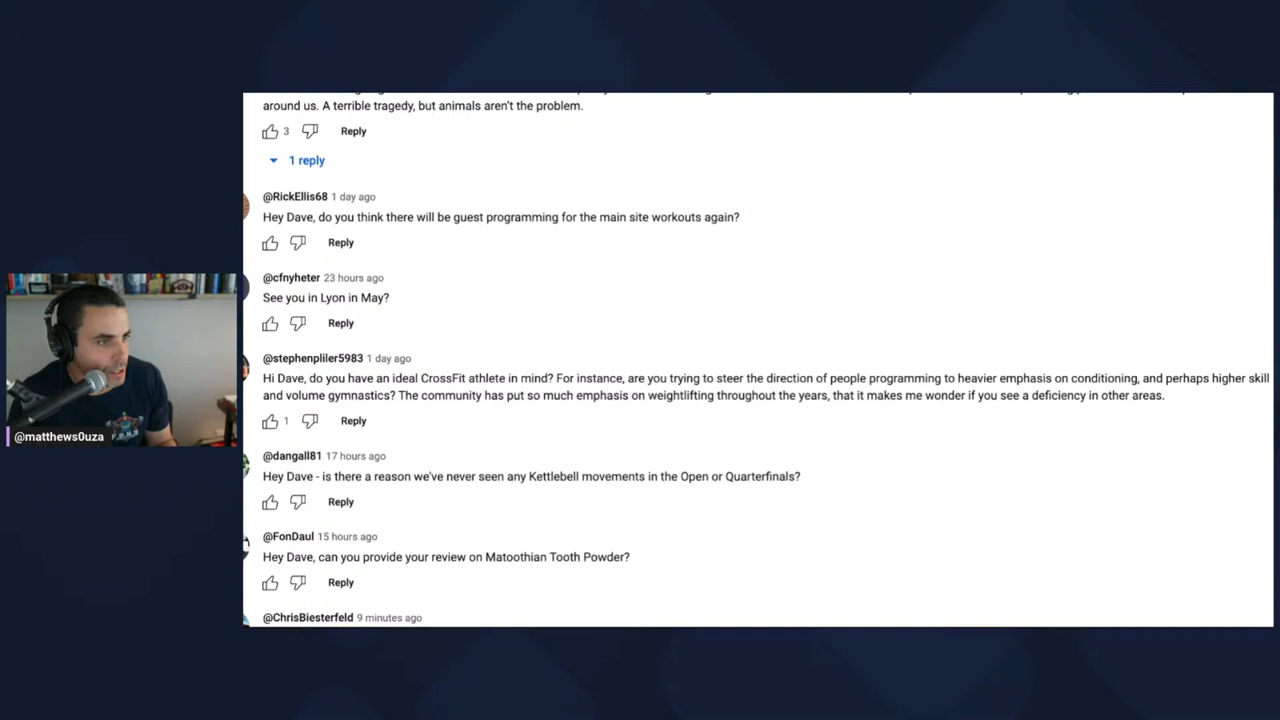 around us. A terrible tragedy, but animals aren't the problem.
3 Reply
1 reply
@RickEllis68 1 day ago
Hey Dave, do you think there will be guest programming for the main site workouts again?
Reply
@cfnyheter 23 hours ago
See you in Lyon in May?
Reply
@stephenpliler5983 1 day ago
Hi Dave, do you have an ideal CrossFit athlete in mind? For instance, are you trying to steer the direction of people programming to heavier emphasis on conditioning, and perhaps higher skill
and volume gymnastics? The community has put so much emphasis on weightlifting throughout the years, that it makes me wonder if you see a deficiency in other areas.
1 Reply
@dangall81 17 hours ago
Hey Dave - is there a reason we've never seen any Kettlebell movements in the Open or Quarterfinals?
Reply
@FonDaul 15 hours ago
Hey Dave, can you provide your review on Matoothian Tooth Powder?
Reply
@ChrisBiesterfeld 9 minutes ago
@matthews0uza